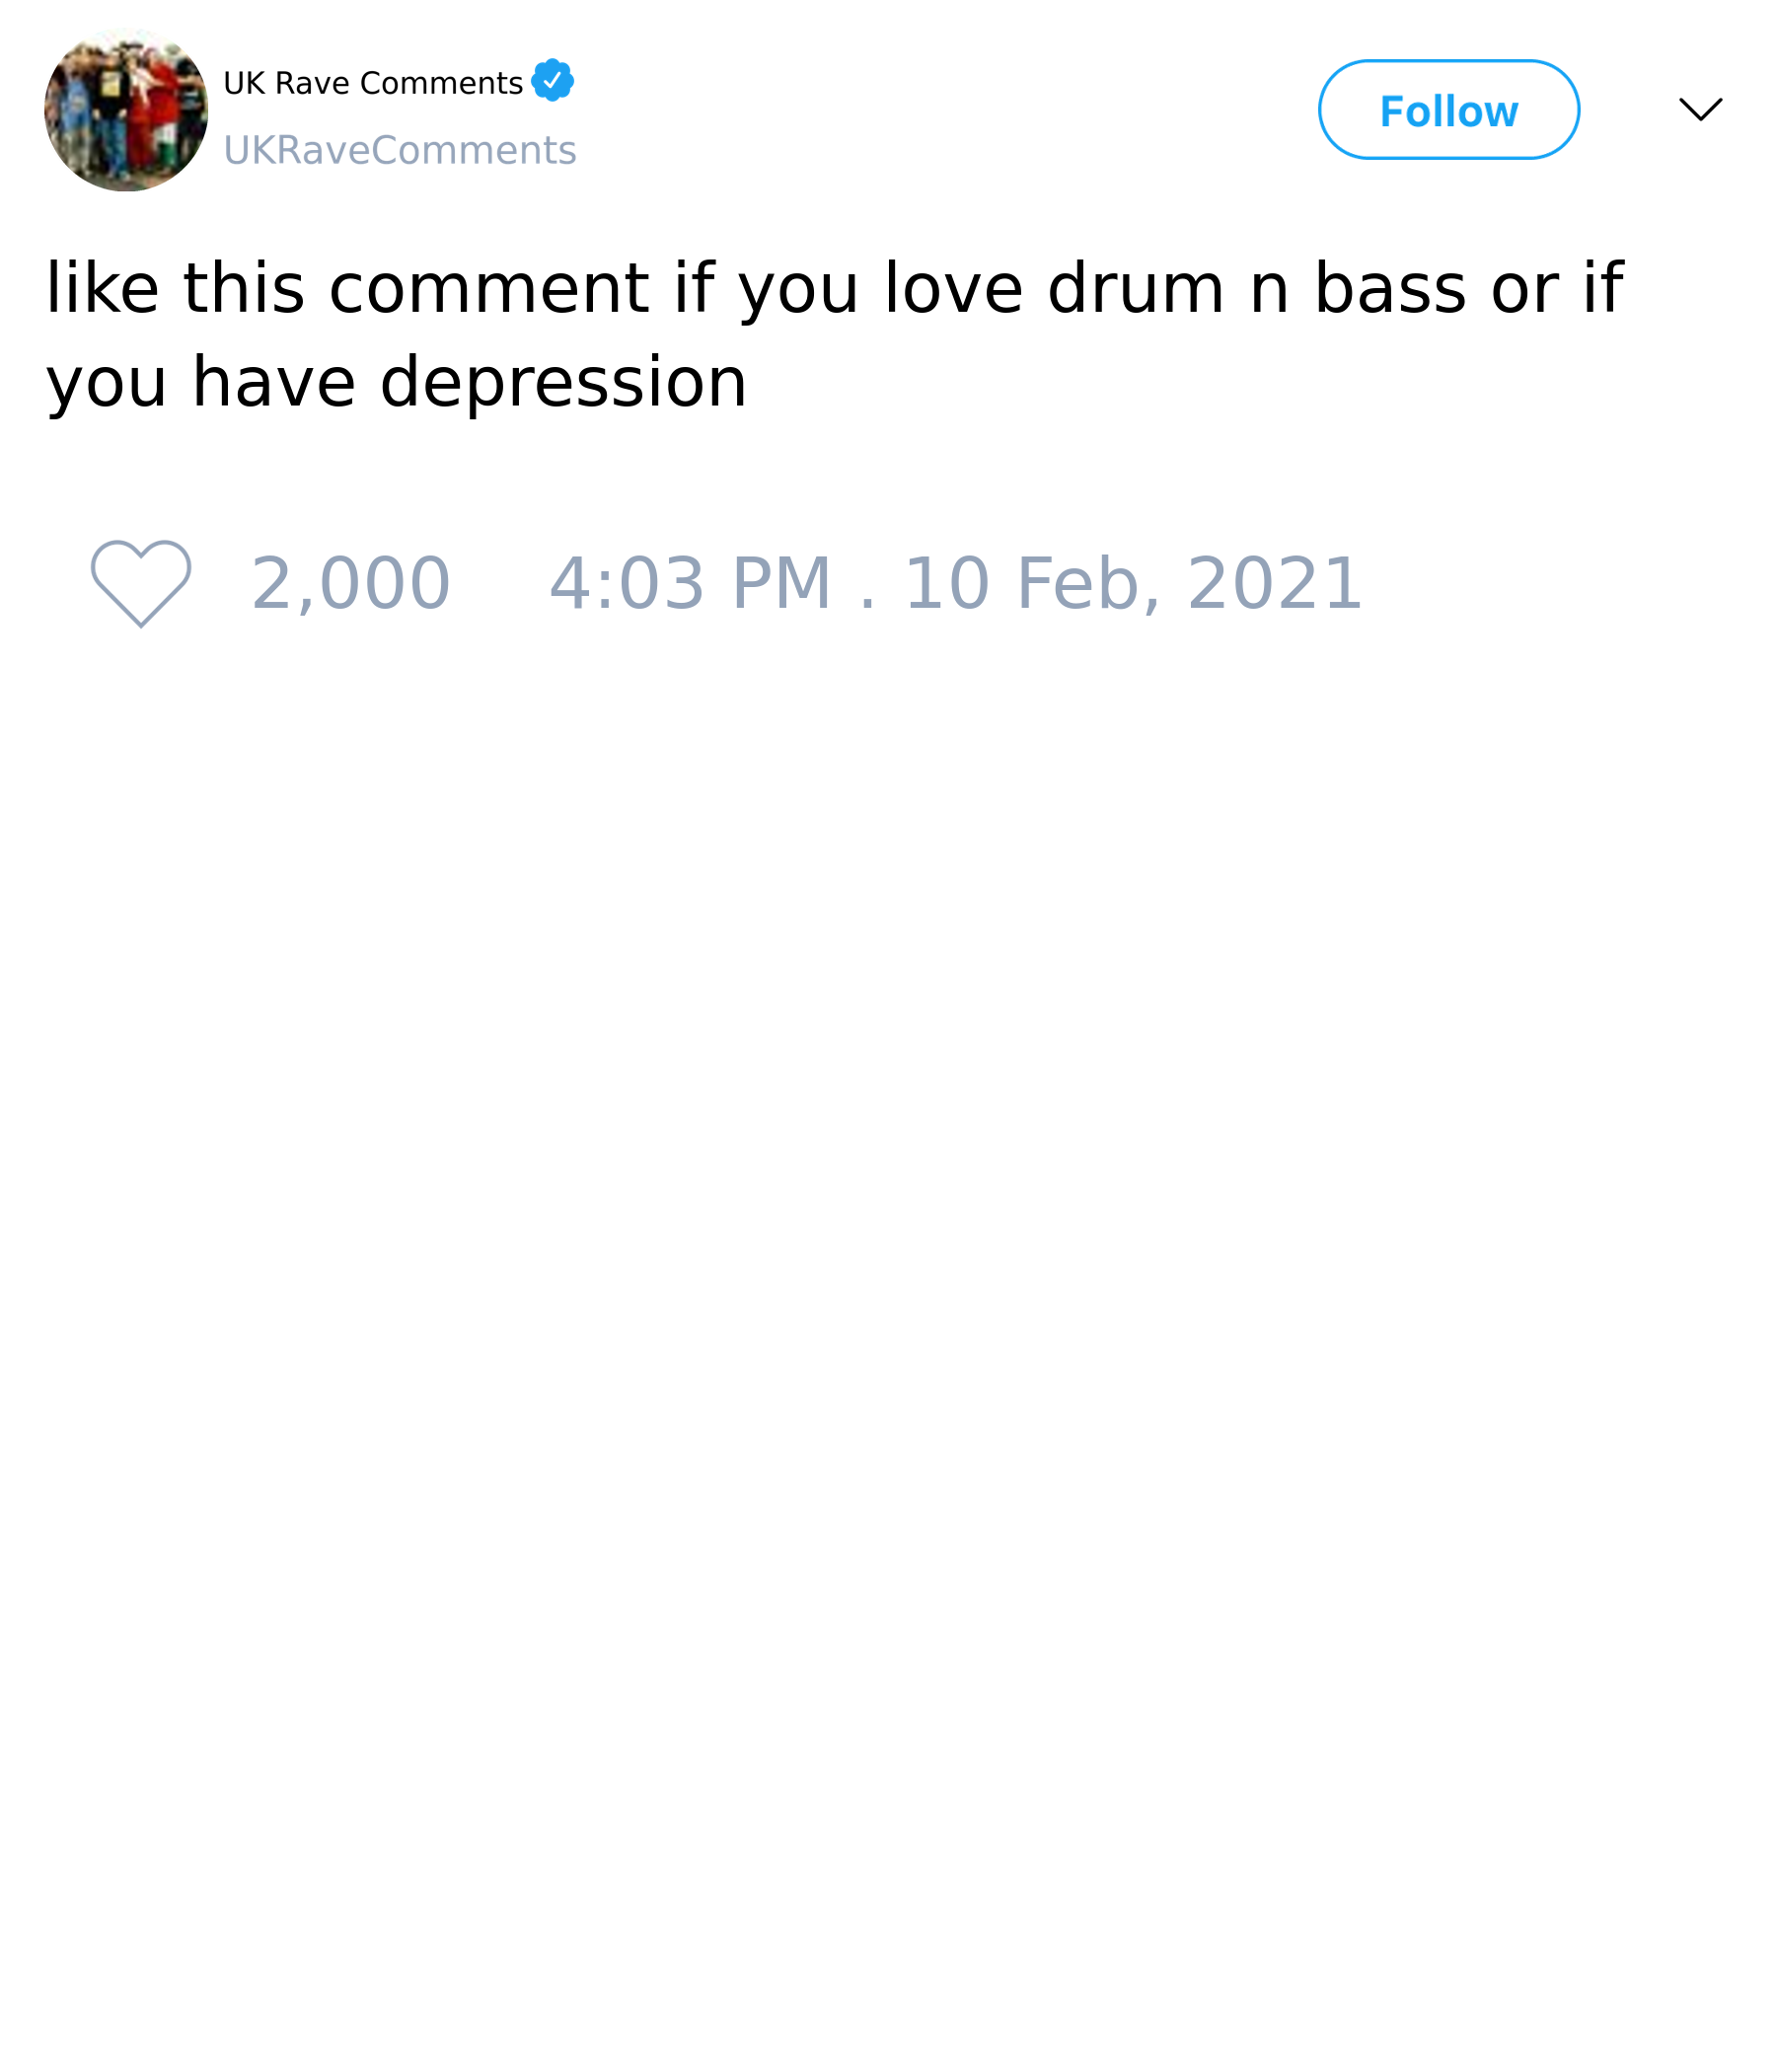 UK Rave Comments
UKRaveComments
Follow
like this comment if you love drum n bass or if
you have depression
2,000 4:03 PM . 10 Feb, 2021